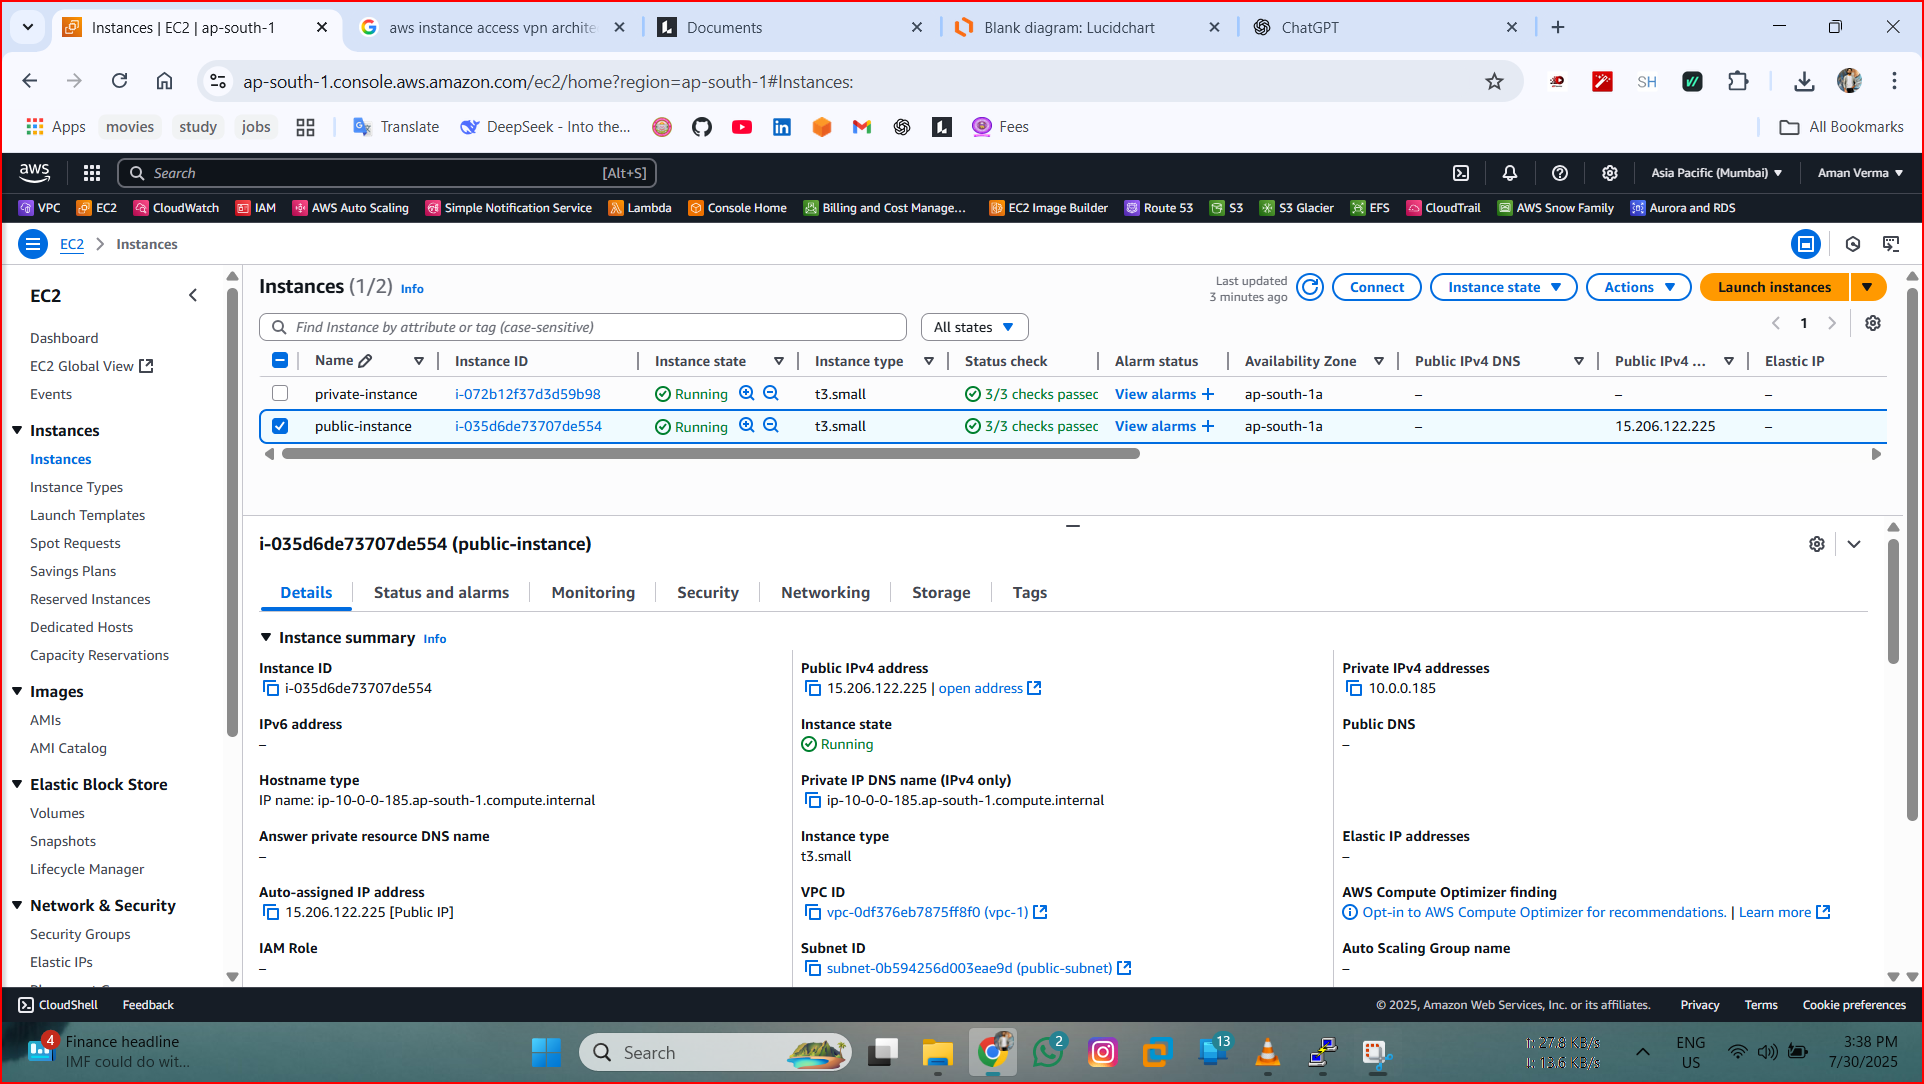 Instances | EC2 | ap-south-1
aws instance access vpn archite
Documents
Blank diagram: Lucidchart
ChatGPT
ap-south-1.console.aws.amazon.com/ec2/home?region=ap-south-1#Instances:
SH
Apps
movies
study
jobs
Translate
DeepSeek - Into the...
Fees
All Bookmarks
aws
Search
[Alt+S]
Asia Pacific (Mumbai)
Aman Verma
VPC
EC2
CloudWatch
IAM
AWS Auto Scaling
Simple Notification Service
Lambda
Console Home
Billing and Cost Manage...
EC2 Image Builder
Route 53
S3
S3 Glacier
EFS
CloudTrail
AWS Snow Family
Aurora and RDS
EC2
Instances
EC2
Dashboard
EC2 Global View
Events
Instances
Instances
Instance Types
Launch Templates
Spot Requests
Savings Plans
Reserved Instances
Dedicated Hosts
Capacity Reservations
Images
AMIs
AMI Catalog
Elastic Block Store
Volumes
Snapshots
Lifecycle Manager
Network & Security
Security Groups
Elastic IPs
Instances (1/2) Info
Last updated
3 minutes ago
Connect
Instance state
Actions
Launch instances
Find Instance by attribute or tag (case-sensitive)
All states
1
Name Instance ID Instance state Instance type Status check Alarm status Availability Zone Public IPv4 DNS Public IPv4 ... Elastic IP
private-instance i-072b12f37d3d59b98 Running t3.small 3/3 checks passec View alarms + ap-south-1a – – –
public-instance i-035d6de73707de554 Running t3.small 3/3 checks passec View alarms + ap-south-1a – 15.206.122.225 –
i-035d6de73707de554 (public-instance)
Details
Status and alarms
Monitoring
Security
Networking
Storage
Tags
Instance summary Info
Instance ID
i-035d6de73707de554
Public IPv4 address
15.206.122.225 | open address
Private IPv4 addresses
10.0.0.185
IPv6 address
–
Instance state
Running
Public DNS
–
Hostname type
IP name: ip-10-0-0-185.ap-south-1.compute.internal
Private IP DNS name (IPv4 only)
ip-10-0-0-185.ap-south-1.compute.internal
Answer private resource DNS name
–
Instance type
t3.small
Elastic IP addresses
–
Auto-assigned IP address
15.206.122.225 [Public IP]
VPC ID
vpc-0df376eb7875ff8f0 (vpc-1)
AWS Compute Optimizer finding
Opt-in to AWS Compute Optimizer for recommendations. | Learn more
IAM Role
–
Subnet ID
subnet-0b594256d003eae9d (public-subnet)
Auto Scaling Group name
–
CloudShell
Feedback
© 2025, Amazon Web Services, Inc. or its affiliates.
Privacy
Terms
Cookie preferences
4
Finance headline
IMF could do wit...
Search
2
13
ENG
US
3:38 PM
7/30/2025